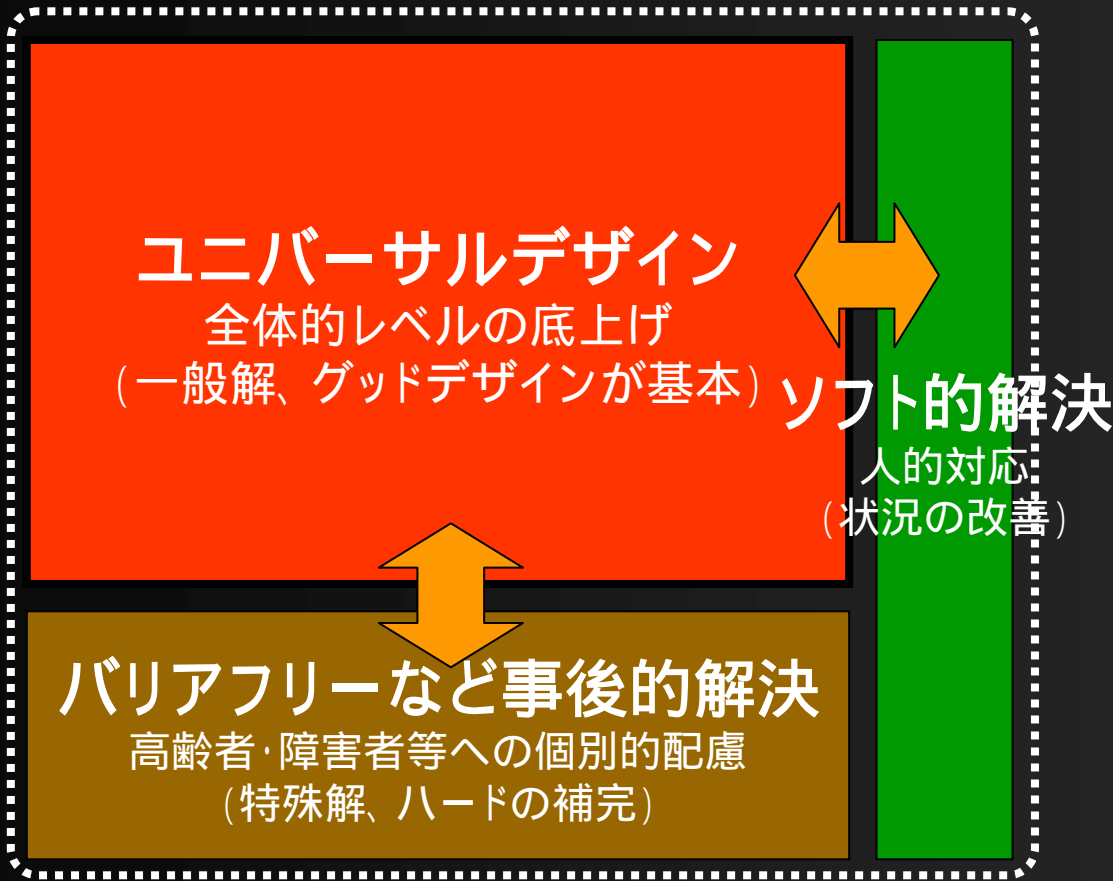 ユニバーサルデザイン
全体的レベルの底上げ
(一般解、グッドデザインが基本)
ソフト的解決
人的対応
(状況の改善)
バリアフリーなど事後的解決
高齢者・障害者等への個別的配慮
(特殊解、ハードの補完)